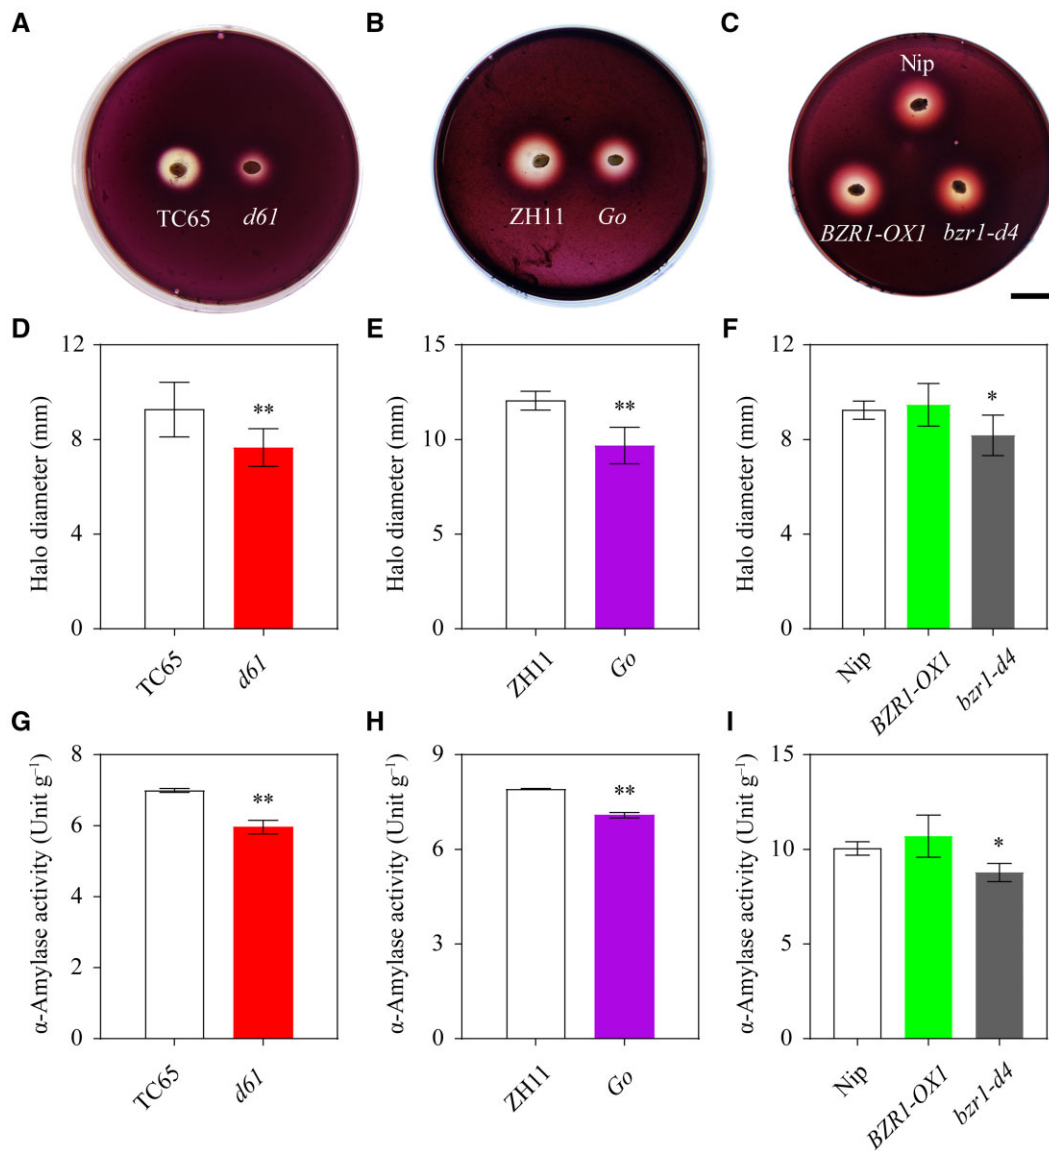 A
B
C
TC65
d61
ZH11
Go
Nip
BZR1-OX1
bzr1-d4
D
E
F
Halo diameter (mm)
12
8
4
0
**
TC65
d61
Halo diameter (mm)
15
10
5
0
**
ZH11
Go
Halo diameter (mm)
12
8
4
0
*
Nip
BZR1-OX1
bzr1-d4
G
H
I
α-Amylase activity (Unit g⁻¹)
8
6
4
2
0
**
TC65
d61
α-Amylase activity (Unit g⁻¹)
9
6
3
0
**
ZH11
Go
α-Amylase activity (Unit g⁻¹)
15
10
5
0
*
Nip
BZR1-OX1
bzr1-d4